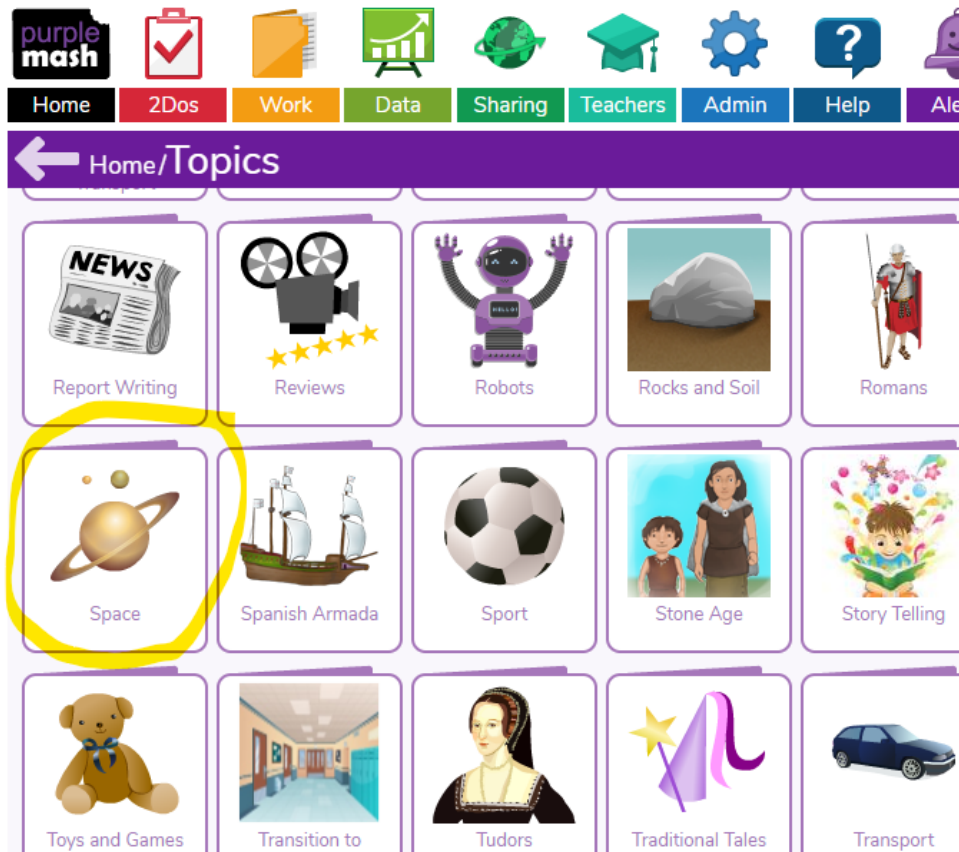 purple
mash
Home
2Dos
Work
Data
Sharing
Teachers
Admin
Help
Ale
Home/Topics
NEWS
HELLO!
Report Writing
Reviews
Robots
Rocks and Soil
Romans
Space
Spanish Armada
Sport
Stone Age
Story Telling
Toys and Games
Transition to
Tudors
Traditional Tales
Transport